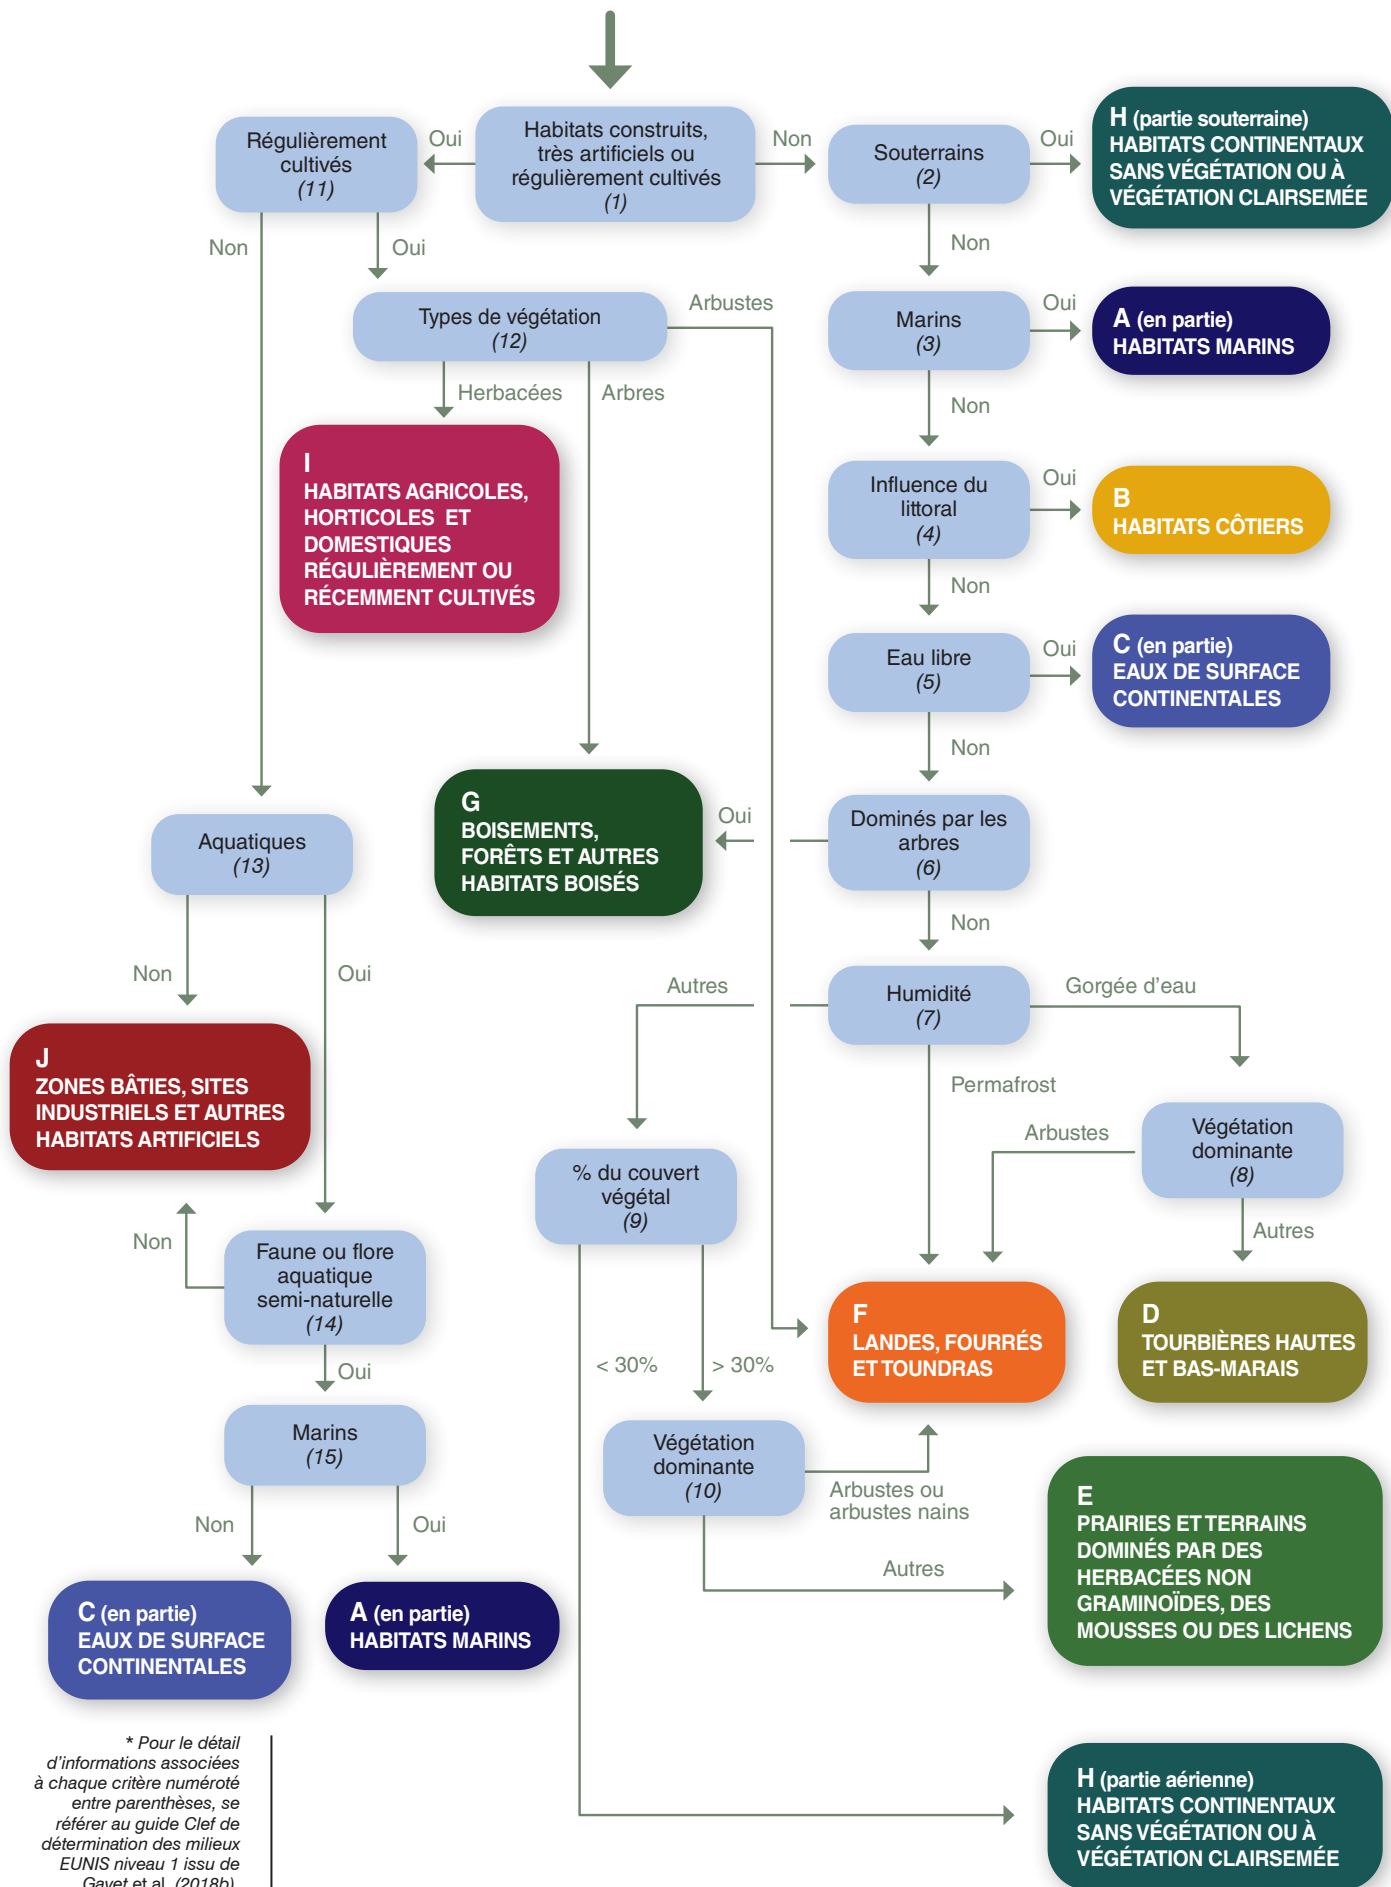 Habitats construits,
très artificiels ou
régulièrement cultivés
(1)
Oui
Non
Régulièrement
cultivés
(11)
Souterrains
(2)
Oui
H (partie souterraine)
HABITATS CONTINENTAUX
SANS VÉGÉTATION OU À
VÉGÉTATION CLAIRSEMÉE
Non
Oui
Non
Types de végétation
(12)
Arbustes
Herbacées
Arbres
Marins
(3)
Oui
A (en partie)
HABITATS MARINS
Non
I
HABITATS AGRICOLES,
HORTICOLES ET
DOMESTIQUES
RÉGULIÈREMENT OU
RÉCEMMENT CULTIVÉS
Influence du
littoral
(4)
Oui
B
HABITATS CÔTIERS
Non
Eau libre
(5)
Oui
C (en partie)
EAUX DE SURFACE
CONTINENTALES
Non
Aquatiques
(13)
G
BOISEMENTS,
FORÊTS ET AUTRES
HABITATS BOISÉS
Oui
Dominés par les
arbres
(6)
Non
Non
Oui
Autres
Humidité
(7)
Gorgée d'eau
Permafrost
J
ZONES BÂTIES, SITES
INDUSTRIELS ET AUTRES
HABITATS ARTIFICIELS
% du couvert
végétal
(9)
Arbustes
Végétation
dominante
(8)
Autres
Non
Faune ou flore
aquatique
semi-naturelle
(14)
Oui
< 30%
> 30%
F
LANDES, FOURRÉS
ET TOUNDRAS
D
TOURBIÈRES HAUTES
ET BAS-MARAIS
Marins
(15)
Non
Oui
Végétation
dominante
(10)
Arbustes ou
arbustes nains
Autres
E
PRAIRIES ET TERRAINS
DOMINÉS PAR DES
HERBACÉES NON
GRAMINOÏDES, DES
MOUSSES OU DES LICHENS
C (en partie)
EAUX DE SURFACE
CONTINENTALES
A (en partie)
HABITATS MARINS
* Pour le détail
d'informations associées
à chaque critère numéroté
entre parenthèses, se
référer au guide Clef de
détermination des milieux
EUNIS niveau 1 issu de
Gayet et al. (2018b).
H (partie aérienne)
HABITATS CONTINENTAUX
SANS VÉGÉTATION OU À
VÉGÉTATION CLAIRSEMÉE